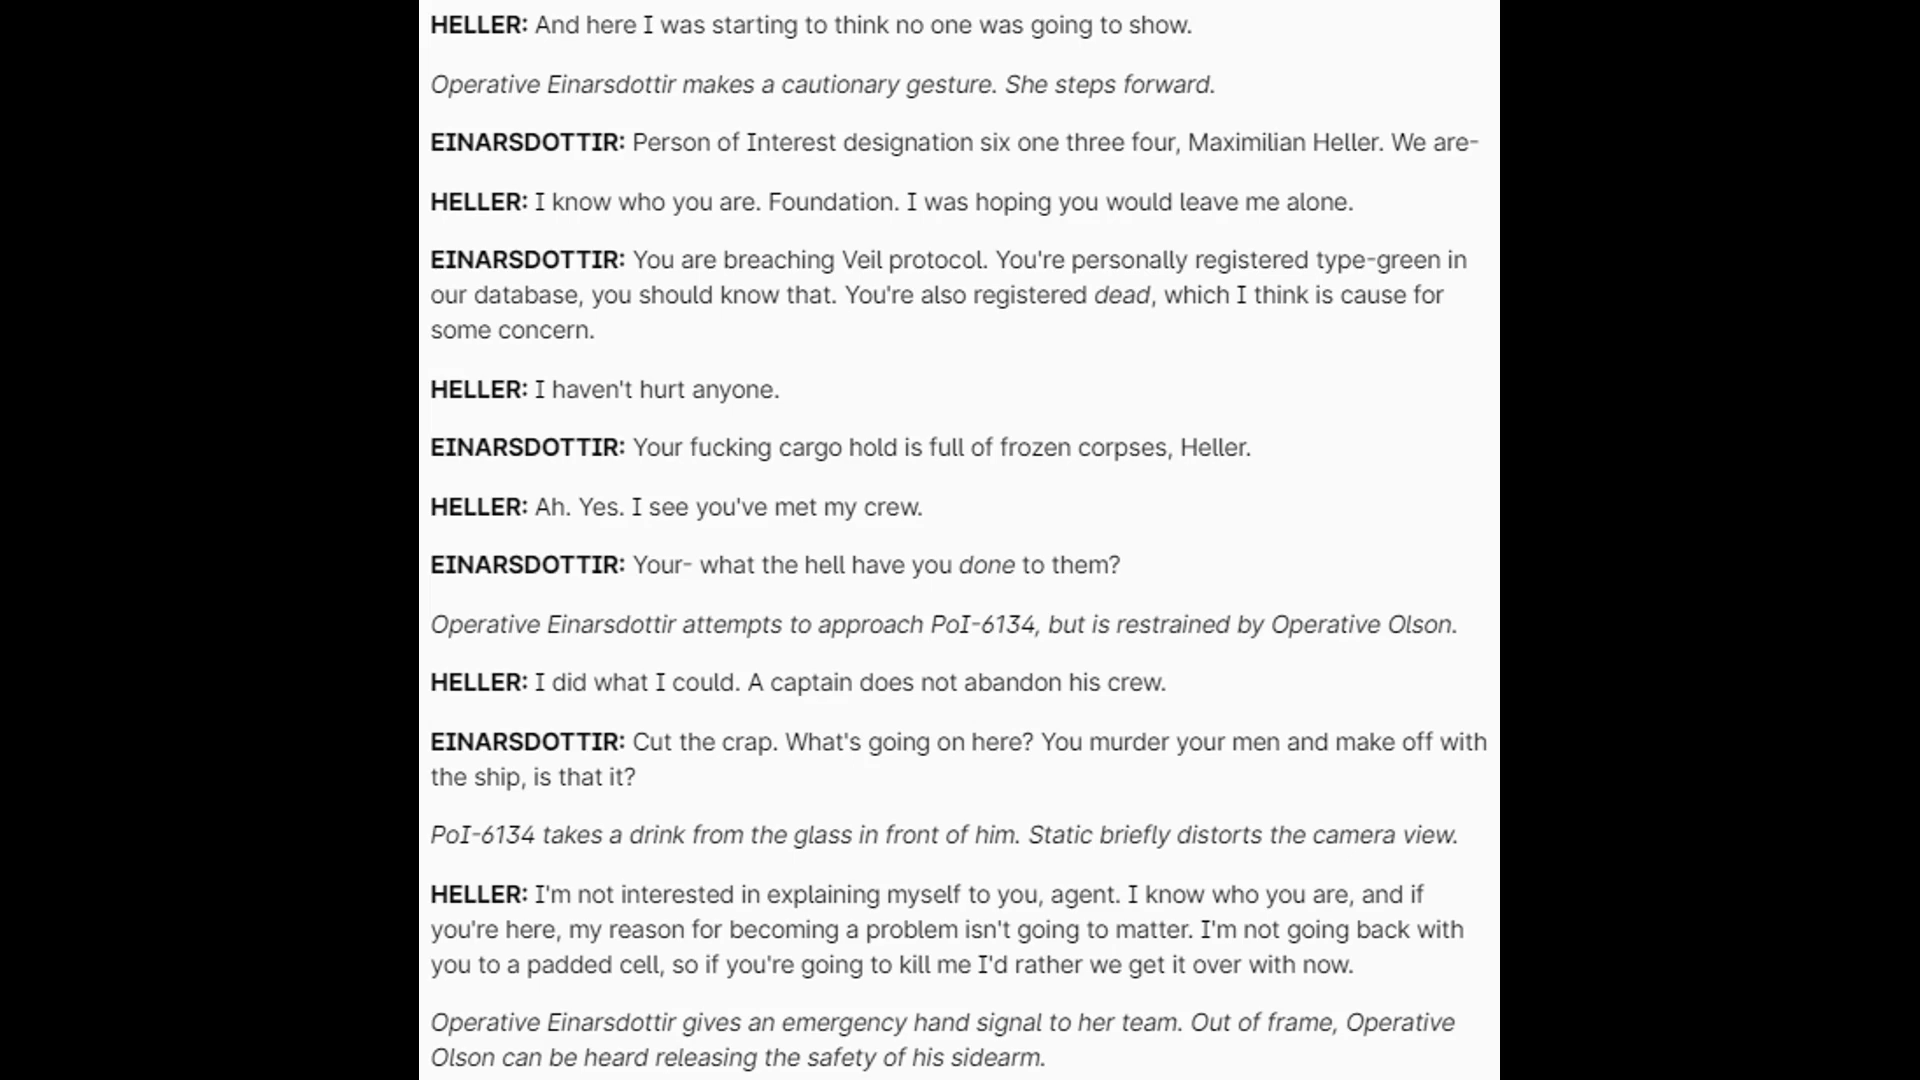 HELLER: And here I was starting to think no one was going to show.
Operative Einarsdottir makes a cautionary gesture. She steps forward.
EINARSDOTTIR: Person of Interest designation six one three four, Maximilian Heller. We are-
HELLER: I know who you are. Foundation. I was hoping you would leave me alone.
EINARSDOTTIR: You are breaching Veil protocol. You're personally registered type-green in
our database, you should know that. You're also registered dead, which I think is cause for
some concern.
HELLER: I haven't hurt anyone.
EINARSDOTTIR: Your fucking cargo hold is full of frozen corpses, Heller.
HELLER: Ah. Yes. I see you've met my crew.
EINARSDOTTIR: Your- what the hell have you done to them?
Operative Einarsdottir attempts to approach PoI-6134, but is restrained by Operative Olson.
HELLER: I did what I could. A captain does not abandon his crew.
EINARSDOTTIR: Cut the crap. What's going on here? You murder your men and make off with
the ship, is that it?
PoI-6134 takes a drink from the glass in front of him. Static briefly distorts the camera view.
HELLER: I'm not interested in explaining myself to you, agent. I know who you are, and if
you're here, my reason for becoming a problem isn't going to matter. I'm not going back with
you to a padded cell, so if you're going to kill me I'd rather we get it over with now.
Operative Einarsdottir gives an emergency hand signal to her team. Out of frame, Operative
Olson can be heard releasing the safety of his sidearm.